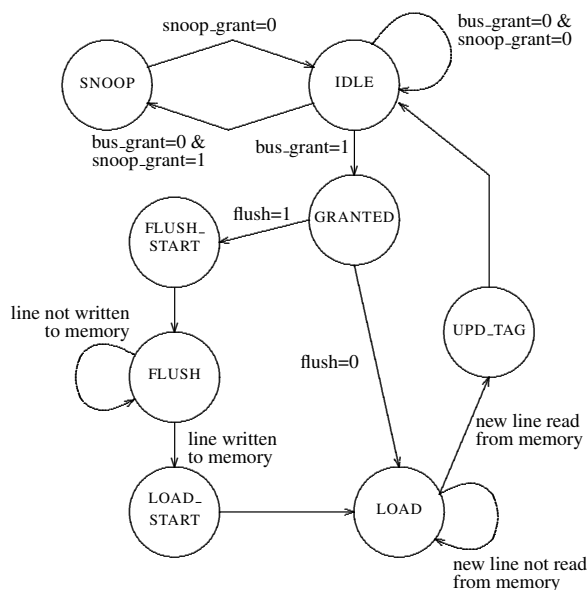 snoop_grant=0
bus_grant=0 &
snoop_grant=0
SNOOP
IDLE
bus_grant=0 &
snoop_grant=1
bus_grant=1
flush=1
GRANTED
FLUSH_
START
line not written
to memory
UPD_TAG
flush=0
FLUSH
line written
to memory
new line read
from memory
LOAD_
START
LOAD
new line not read
from memory